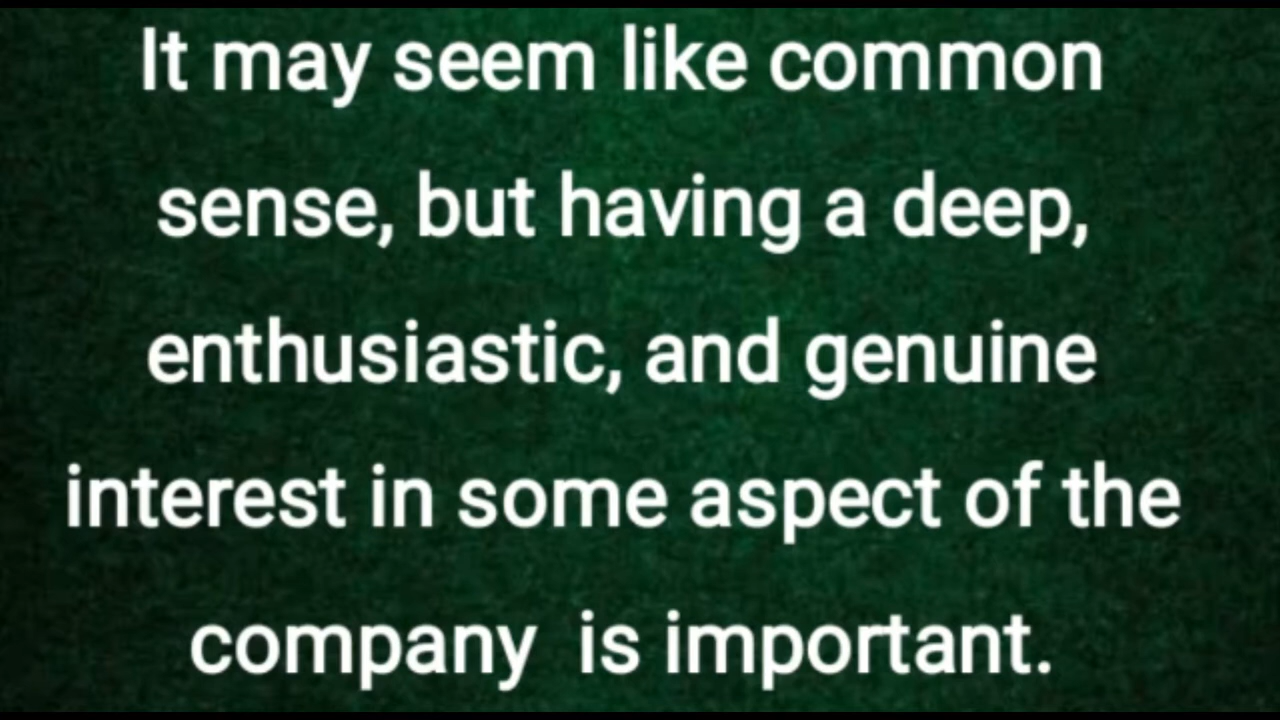 It may seem like common
sense, but having a deep,
enthusiastic, and genuine
interest in some aspect of the
company  is important.